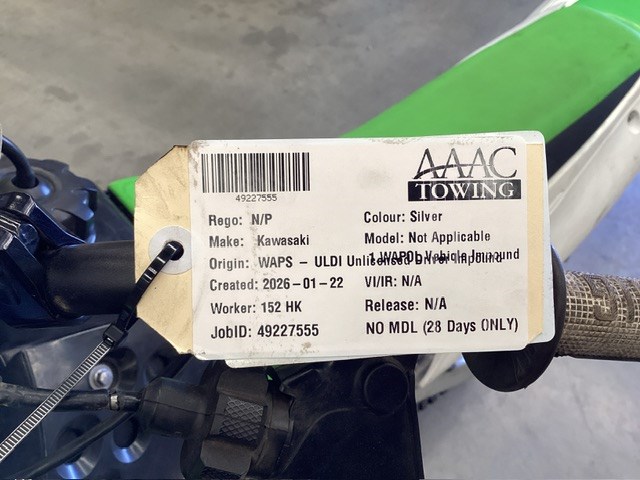 AAAC
TOWING
49227555
Rego: N/P Colour: Silver
Make: Kawasaki Model: Not Applicable
Origin: WAPS - ULDI Unlicensed Driver Impound 1 WAPOL Vehicle Impound
Created: 2026-01-22 VI/IR: N/A
Worker: 152 HK Release: N/A
JobID: 49227555 NO MDL (28 Days ONLY)